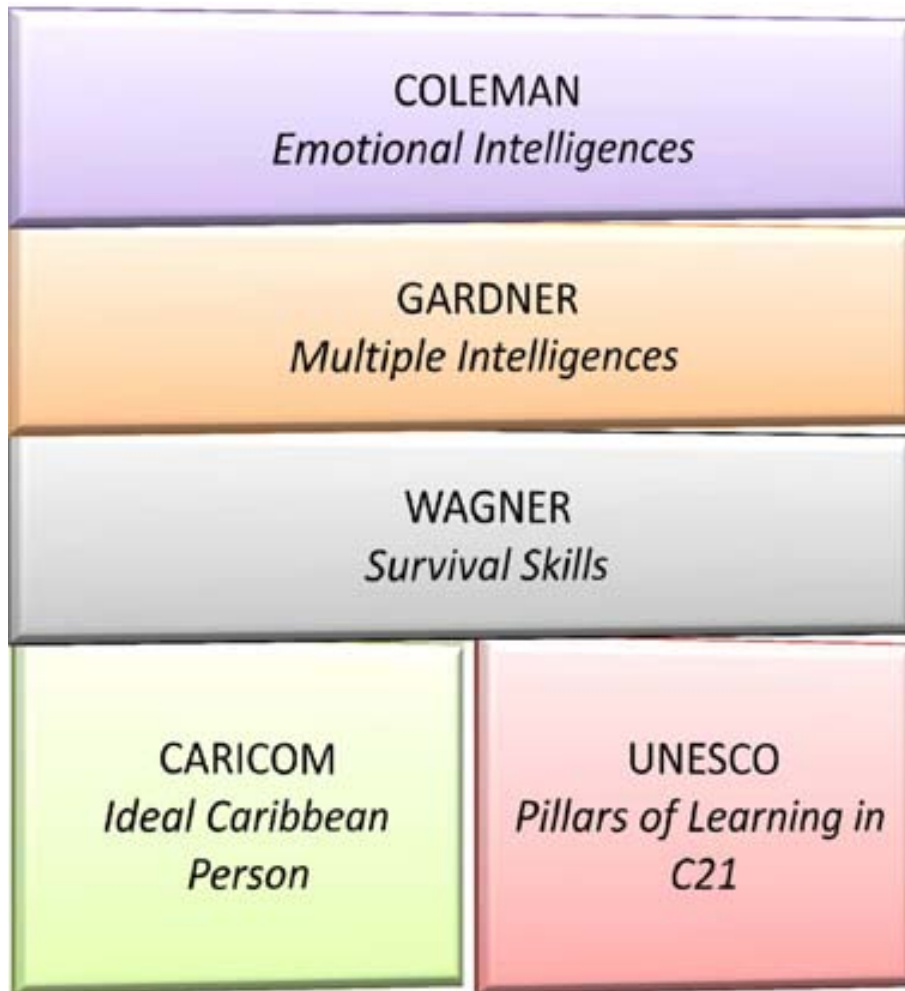 COLEMAN
Emotional Intelligences
GARDNER
Multiple Intelligences
WAGNER
Survival Skills
CARICOM
Ideal Caribbean
Person
UNESCO
Pillars of Learning in
C21